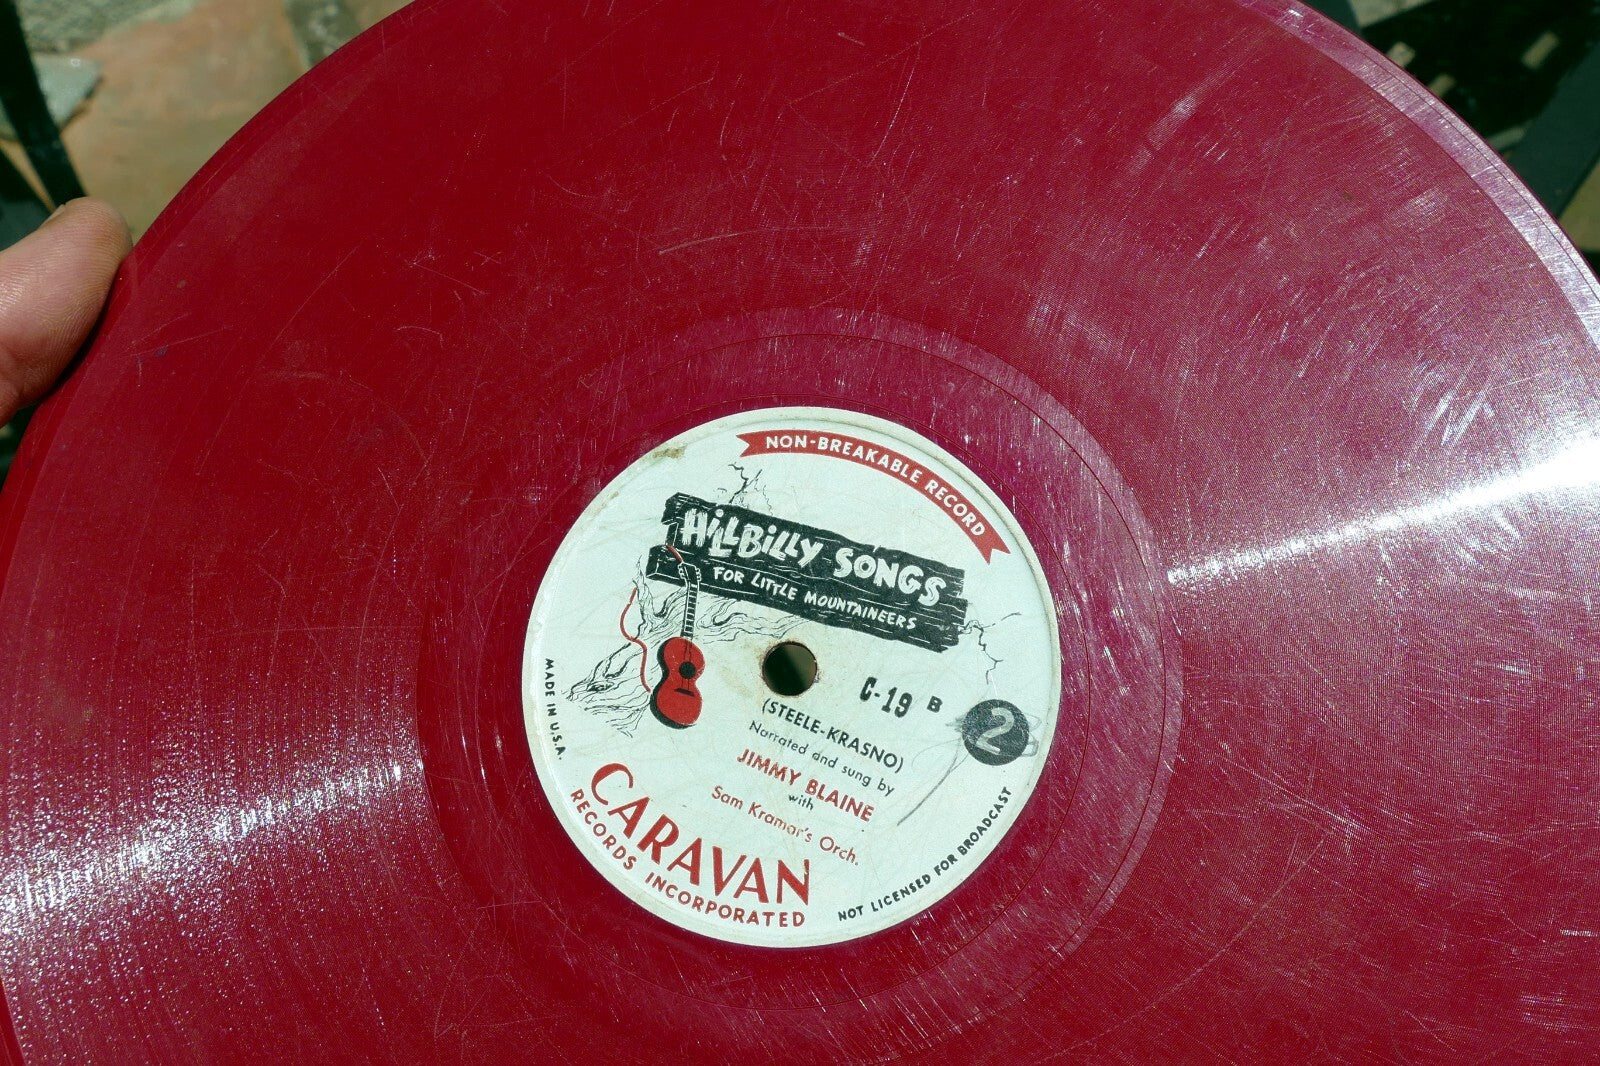 NON-BREAKABLE RECORD
HILLBILLY SONGS
FOR LITTLE MOUNTAINEERS
C-19 B
2
(STEELE-KRASNO)
Narrated and sung by
JIMMY BLAINE
with
Sam Kramar's Orch.
MADE IN U.S.A.
CARAVAN
RECORDS INCORPORATED
NOT LICENSED FOR BROADCAST